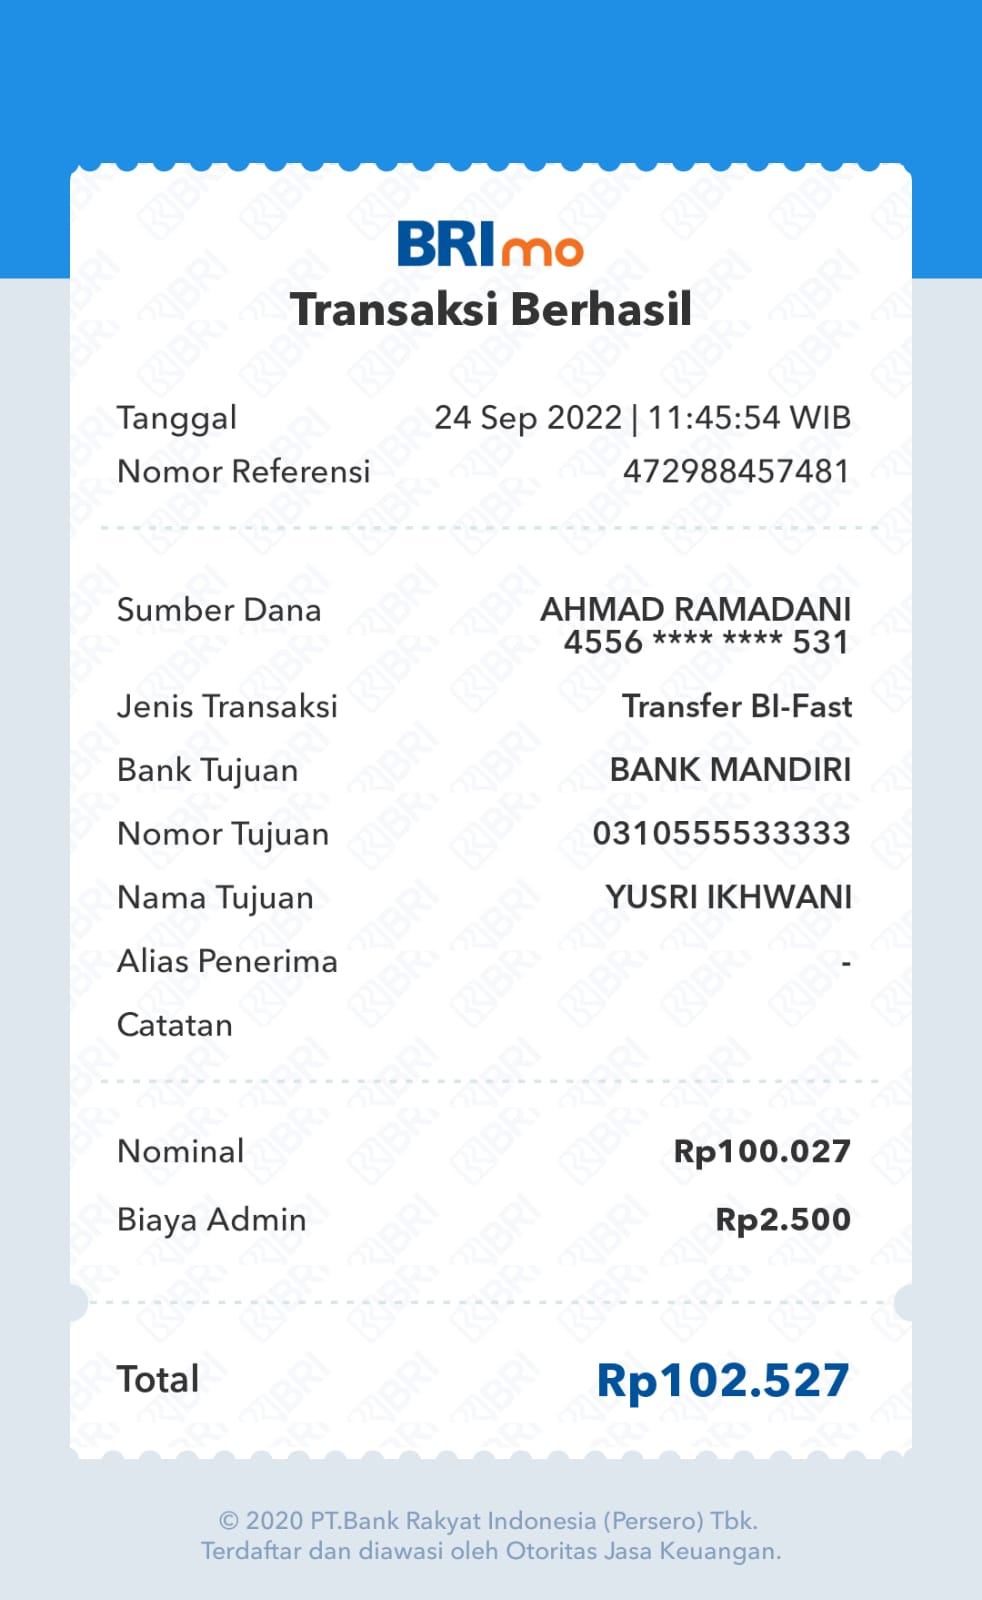 BRImo
Transaksi Berhasil
Tanggal 24 Sep 2022 | 11:45:54 WIB
Nomor Referensi 472988457481
Sumber Dana AHMAD RAMADANI
4556 **** **** 531
Jenis Transaksi Transfer BI-Fast
Bank Tujuan BANK MANDIRI
Nomor Tujuan 0310555533333
Nama Tujuan YUSRI IKHWANI
Alias Penerima -
Catatan
Nominal Rp100.027
Biaya Admin Rp2.500
Total Rp102.527
© 2020 PT.Bank Rakyat Indonesia (Persero) Tbk.
Terdaftar dan diawasi oleh Otoritas Jasa Keuangan.